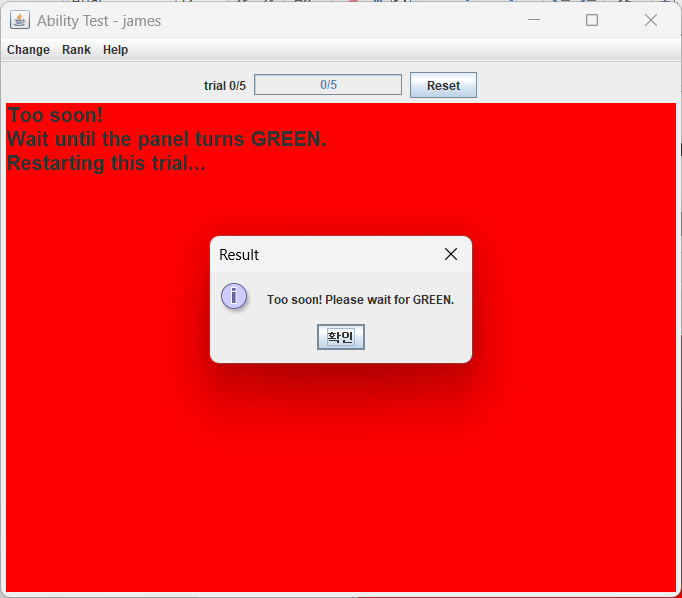 Ability Test - james
Change Rank Help
trial 0/5 0/5 Reset
Too soon!
Wait until the panel turns GREEN.
Restarting this trial...
Result
Too soon! Please wait for GREEN.
확인